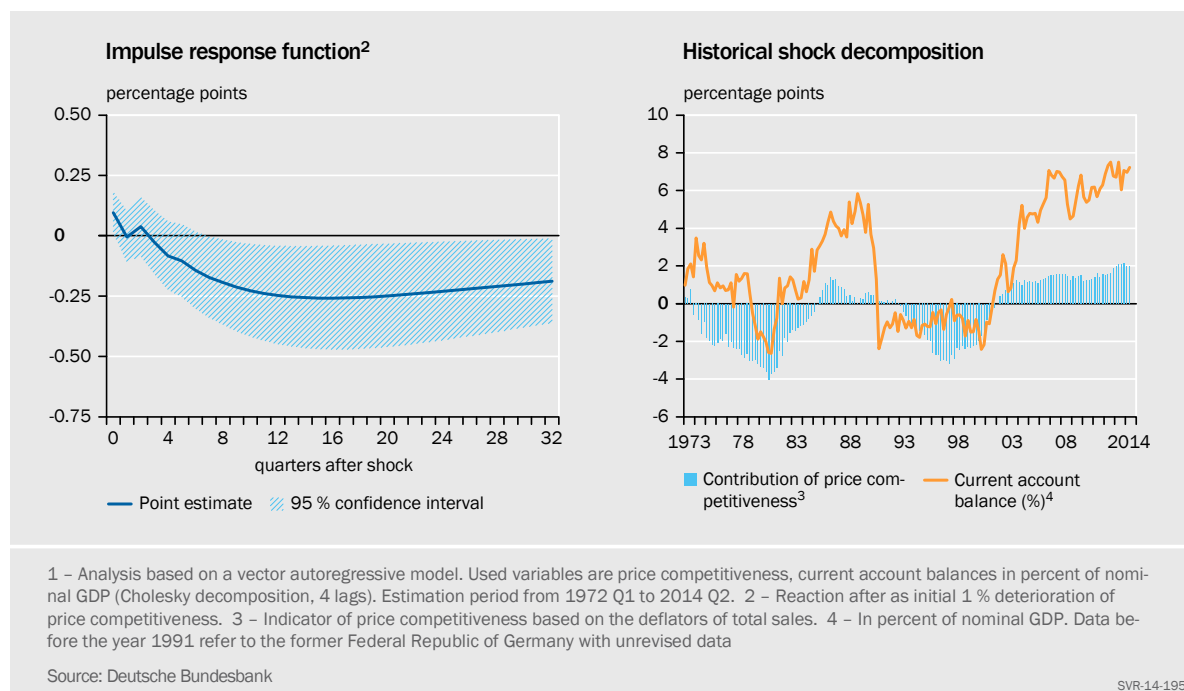 Impulse response function2
percentage points
0.50
0.25
0
-0.25
-0.50
-0.75
0 4 8 12 16 20 24 28 32
quarters after shock
Point estimate 95 % confidence interval
Historical shock decomposition
percentage points
10
8
6
4
2
0
-2
-4
-6
1973 78 83 88 93 98 03 08 2014
Contribution of price com-
petitiveness3
Current account
balance (%)4
1 – Analysis based on a vector autoregressive model. Used variables are price competitiveness, current account balances in percent of nomi-
nal GDP (Cholesky decomposition, 4 lags). Estimation period from 1972 Q1 to 2014 Q2. 2 – Reaction after as initial 1 % deterioration of
price competitiveness. 3 – Indicator of price competitiveness based on the deflators of total sales. 4 – In percent of nominal GDP. Data be-
fore the year 1991 refer to the former Federal Republic of Germany with unrevised data
Source: Deutsche Bundesbank
SVR-14-195